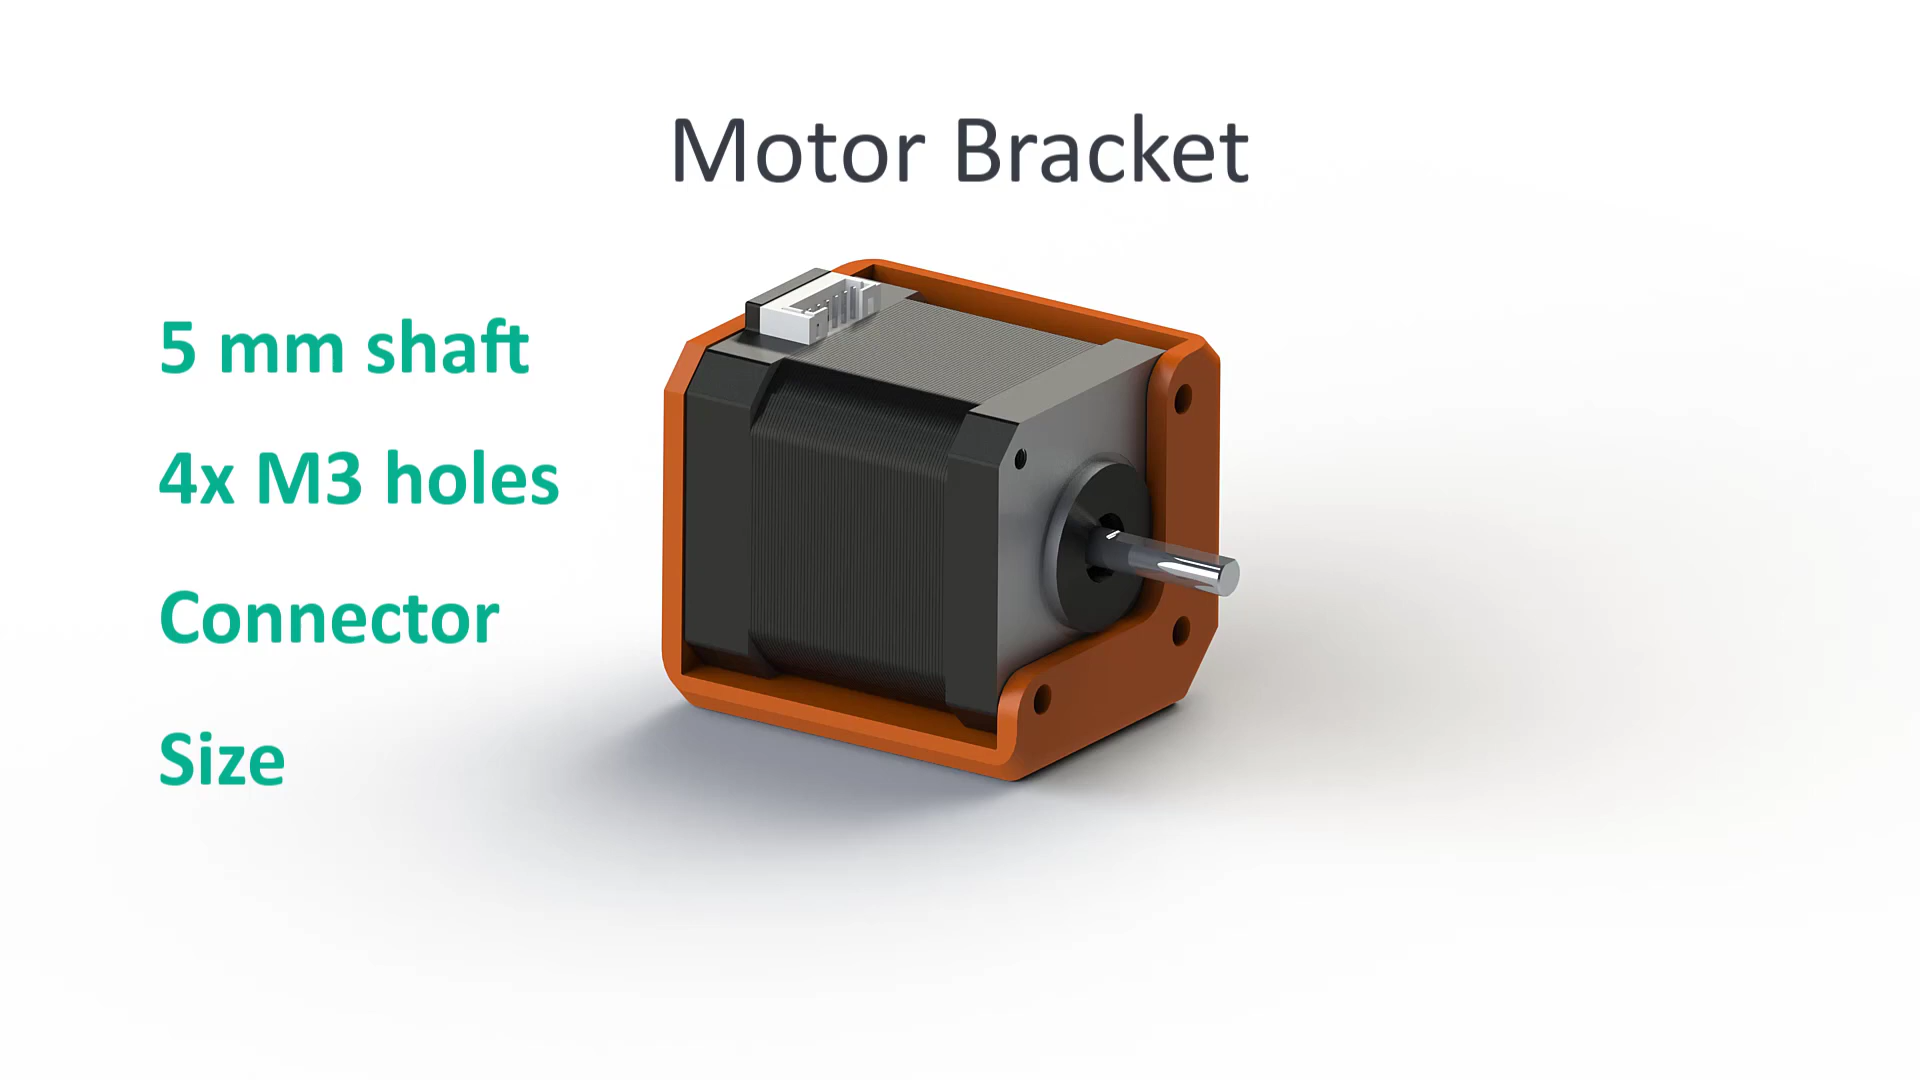 Motor Bracket
5 mm shaft
4x M3 holes
Connector
Size